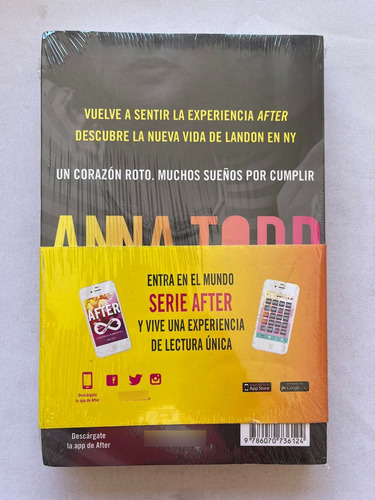 VUELVE A SENTIR LA EXPERIENCIA AFTER
DESCUBRE LA NUEVA VIDA DE LANDON EN NY
UN CORAZÓN ROTO. MUCHOS SUEÑOS POR CUMPLIR
ANNA TODD
ENTRA EN EL MUNDO
SERIE AFTER
Y VIVE UNA EXPERIENCIA
DE LECTURA ÚNICA
AFTER
Descárgate
la app de After
App Store
Descárgate
la app de After
9 786070 736124